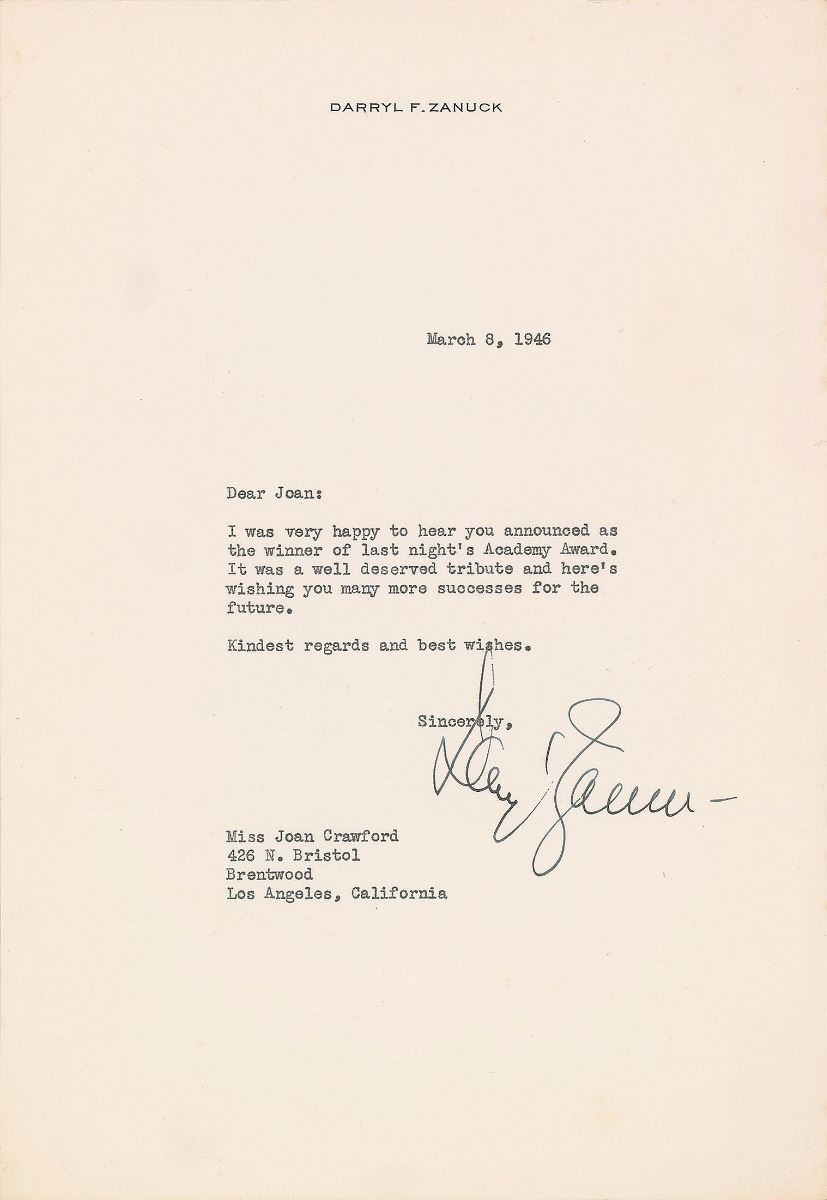 DARRYL F. ZANUCK
March 8, 1946
Dear Joan:
I was very happy to hear you announced as
the winner of last night's Academy Award.
It was a well deserved tribute and here's
wishing you many more successes for the
future.
Kindest regards and best wishes.
Sincerely,
Darryl Zanuck
Miss Joan Crawford
426 N. Bristol
Brentwood
Los Angeles, California